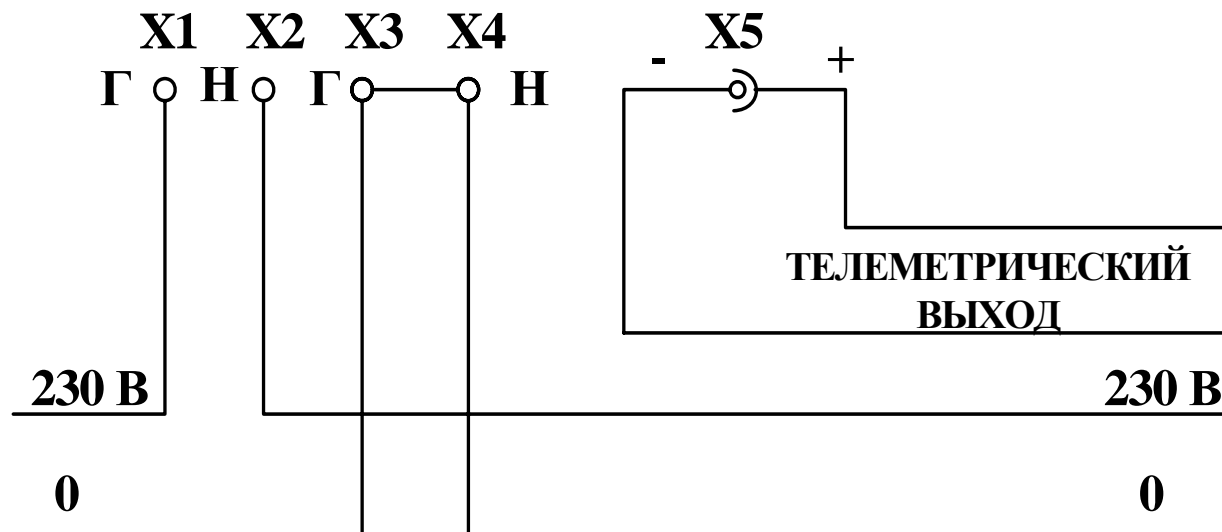 X1 X2 X3 X4 X5
Г Н Г Н - +
ТЕЛЕМЕТРИЧЕСКИЙ
ВЫХОД
230 В 230 В
0 0